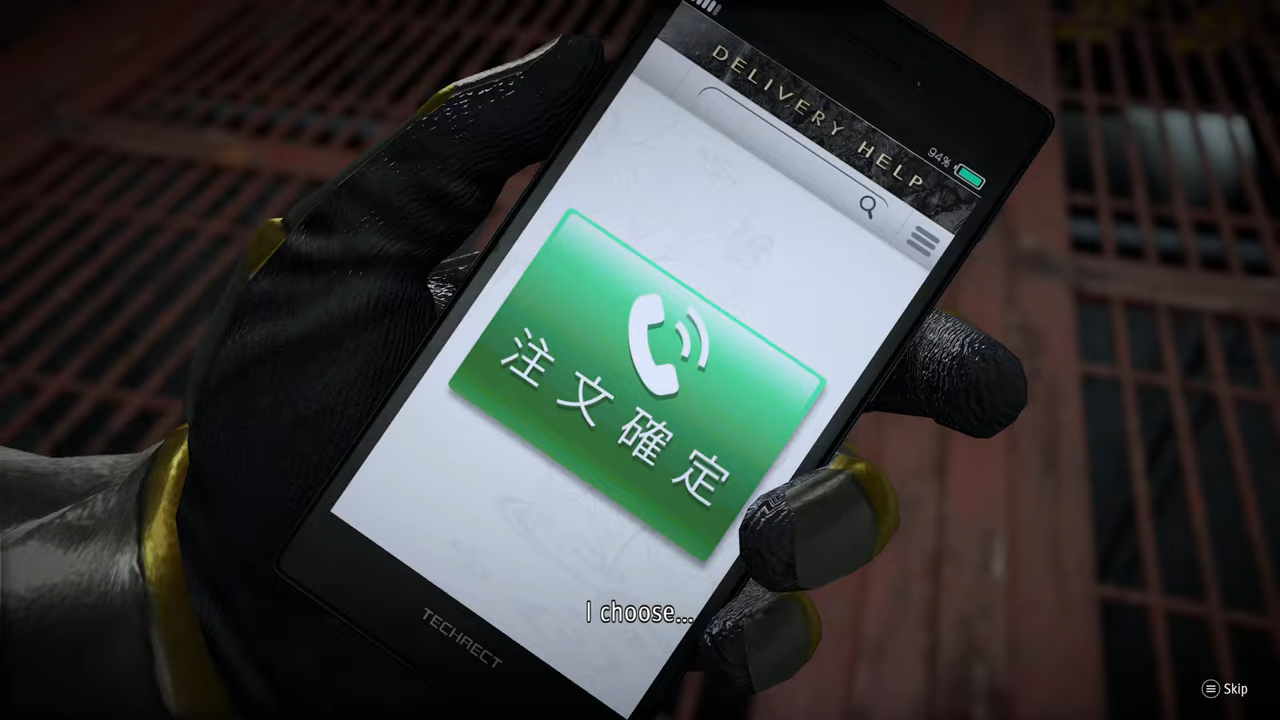 DELIVERY HELP
94%
注文確定
I choose...
TECHRECT
Skip